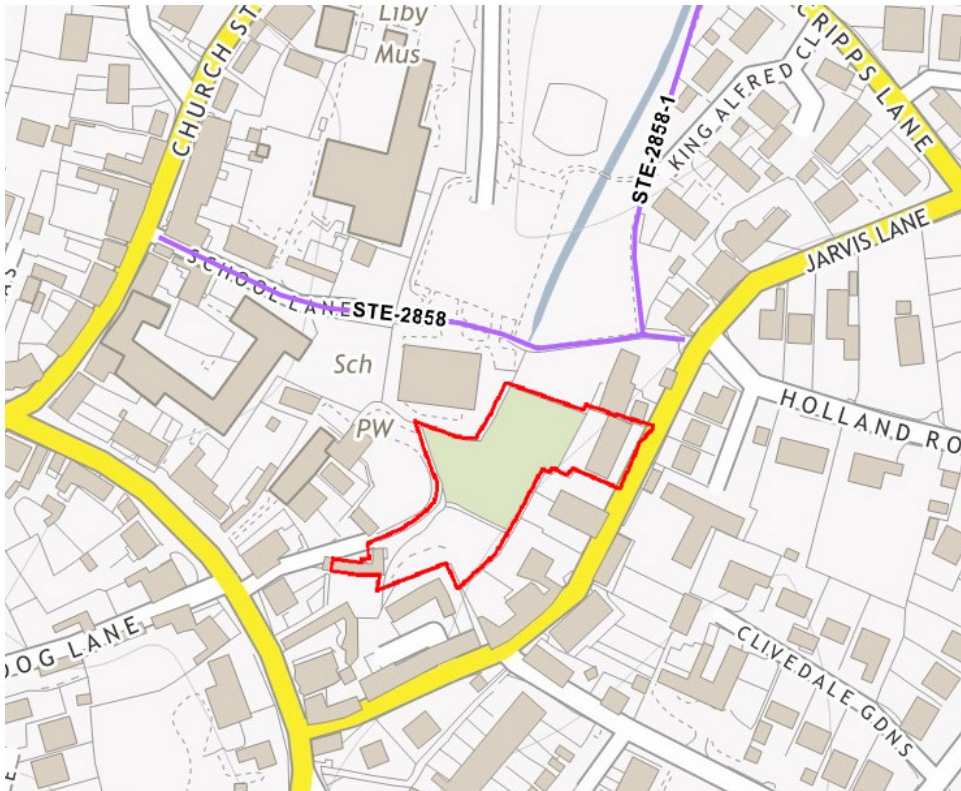 Liby
Mus
CHURCH ST
CRIPPS LANE
KING ALFRED CL
STE-2858-1
JARVIS LANE
SCHOOL LANE
STE-2858
Sch
PW
HOLLAND RO
OOG LANE
CLIVEDALE GDNS